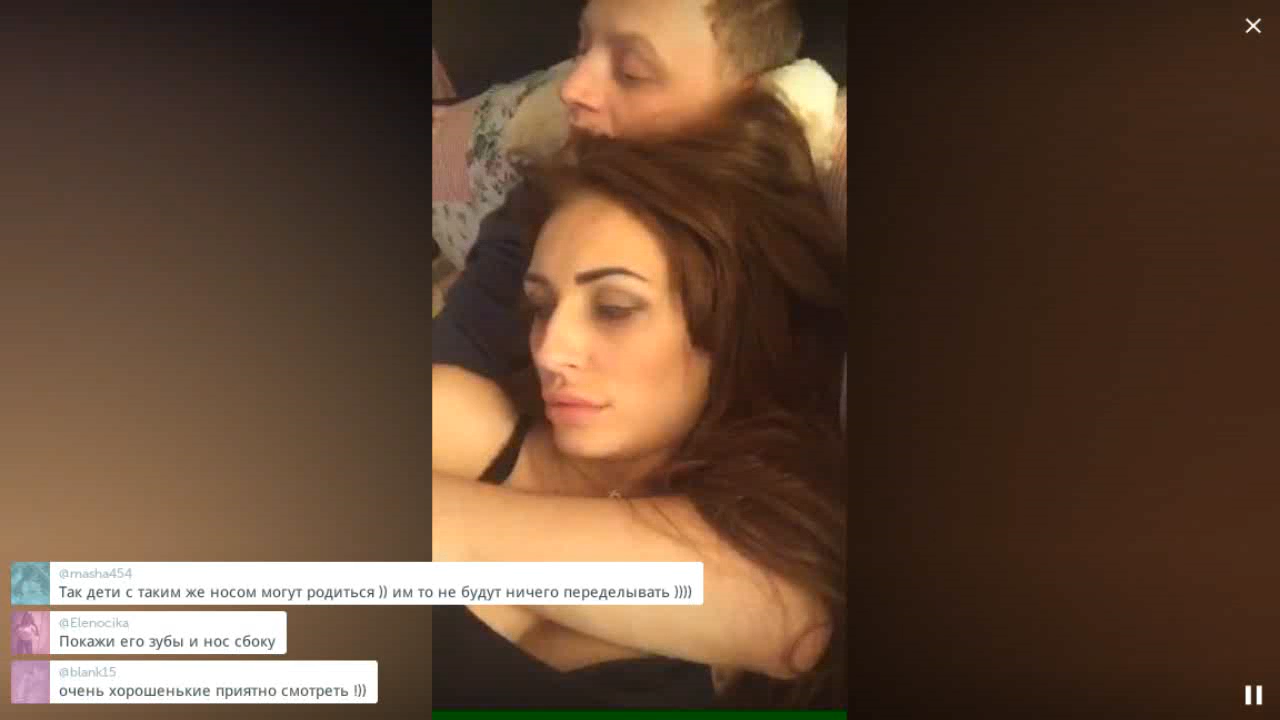 @masha454
Так дети с таким же носом могут родиться )) им то не будут ничего переделывать ))))
@Elenocika
Покажи его зубы и нос сбоку
@blank15
очень хорошенькие приятно смотреть !))